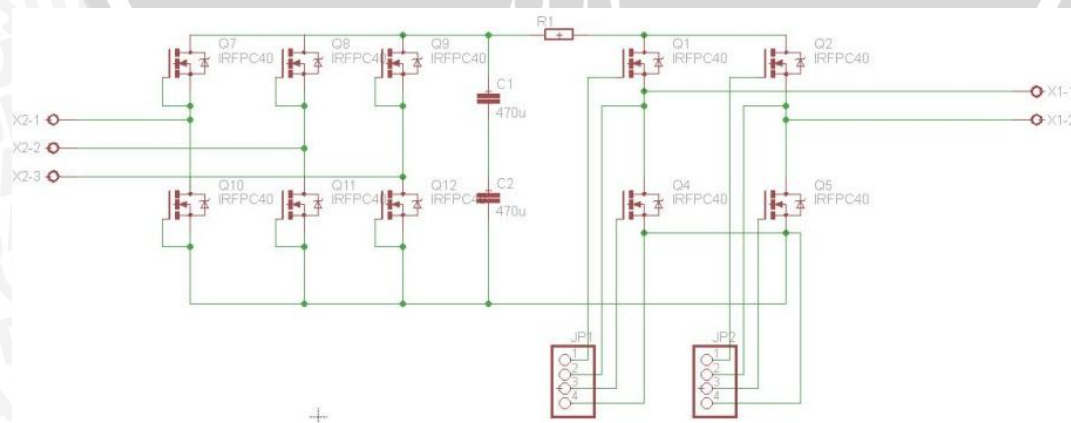 R1
Q7
IRFPC40
Q8
IRFPC40
Q9
IRFPC40
Q1
IRFPC40
Q2
IRFPC40
C1
470u
X1-1
X1-2
X2-1
X2-2
X2-3
Q10
IRFPC40
Q11
IRFPC40
Q12
IRFPC40
C2
470u
Q4
IRFPC40
Q5
IRFPC40
JP1
1
2
3
4
JP2
1
2
3
4